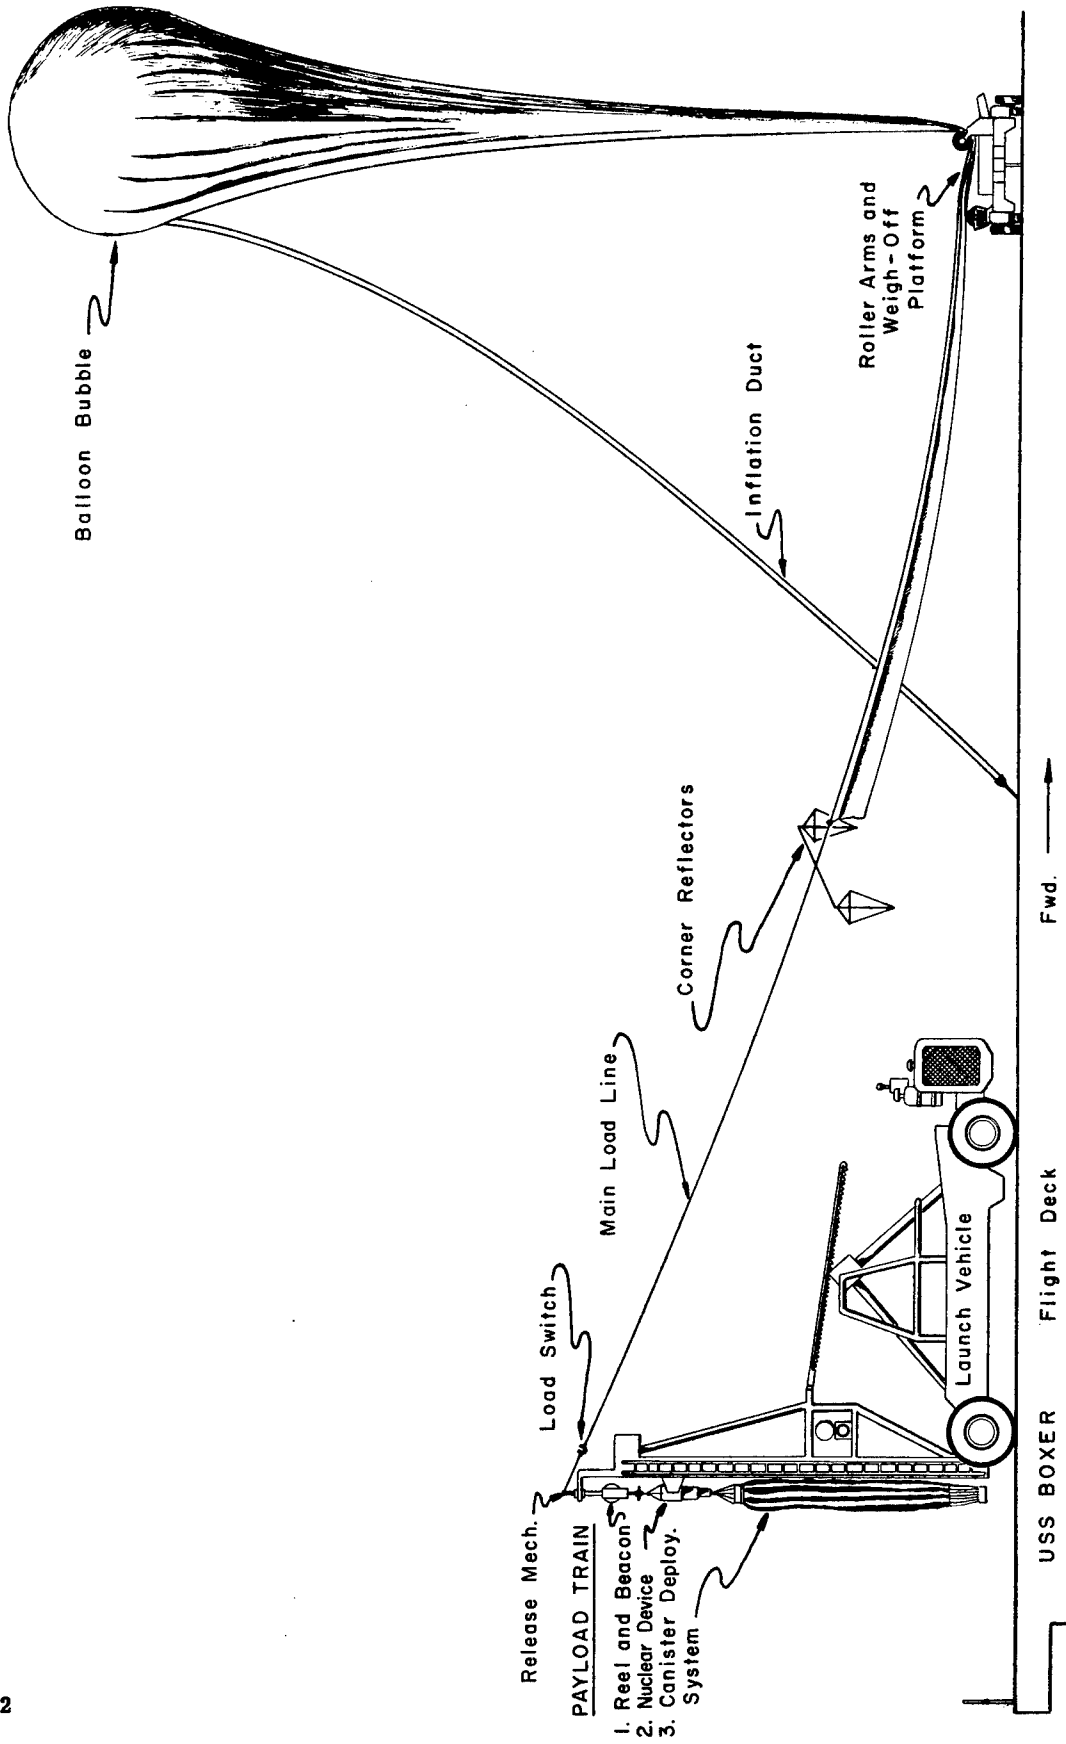 Balloon Bubble
Inflation Duct
Roller Arms and
Weigh-Off
Platform
Corner Reflectors
Main Load Line
Load Switch
Release Mech.
PAYLOAD TRAIN
1. Reel and Beacon
2. Nuclear Device
3. Canister Deploy.
System
Launch Vehicle
USS BOXER Flight Deck Fwd.
2